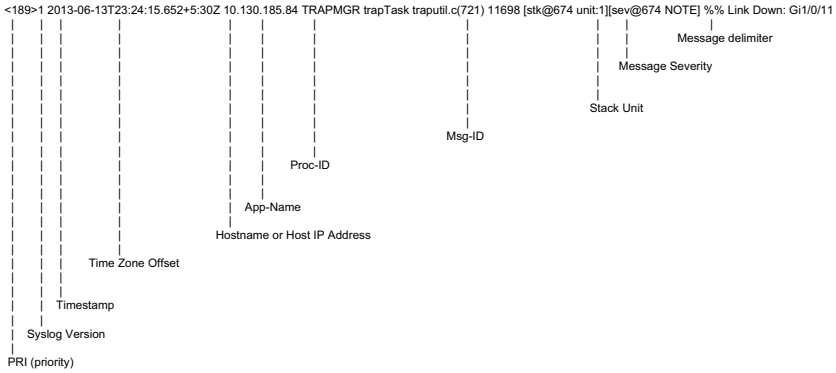 <189>1 2013-06-13T23:24:15.652+5:30Z 10.130.185.84 TRAPMGR trapTask traputil.c(721) 11698 [stk@674 unit:1][sev@674 NOTE] %% Link Down: Gi1/0/11
Message delimiter
Message Severity
Stack Unit
Msg-ID
Proc-ID
App-Name
Hostname or Host IP Address
Time Zone Offset
Timestamp
Syslog Version
PRI (priority)